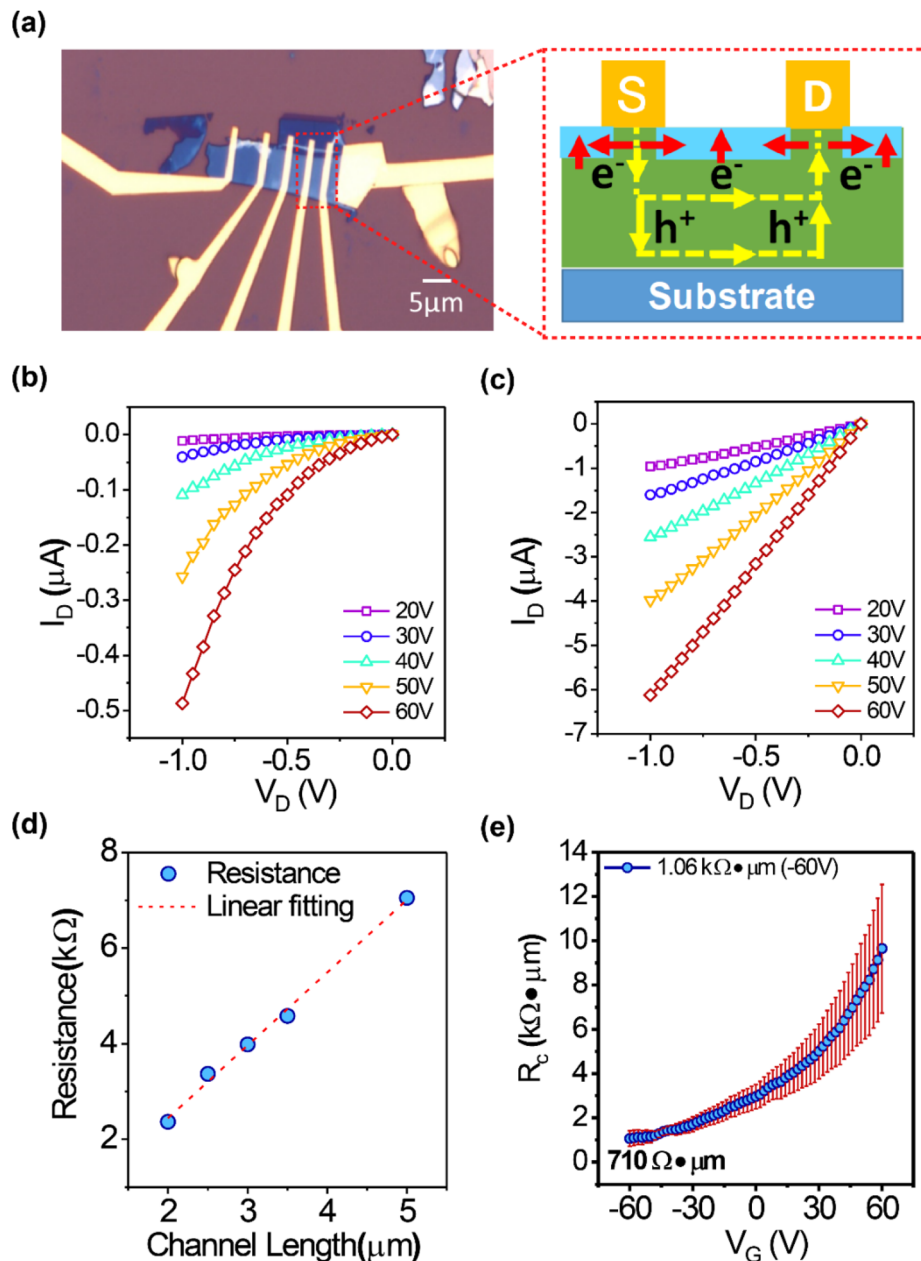 (a)
5μm
S
D
e-
e-
e-
h+
h+
Substrate
(b)
0.0
-0.1
-0.2
-0.3
-0.4
-0.5
I_D (μA)
20V
30V
40V
50V
60V
-1.0 -0.5 0.0
V_D (V)
(c)
0
-1
-2
-3
-4
-5
-6
-7
I_D (μA)
20V
30V
40V
50V
60V
-1.0 -0.5 0.0
V_D (V)
(d)
8
6
4
2
Resistance(kΩ)
Resistance
Linear fitting
2 3 4 5
Channel Length(μm)
(e)
14
12
10
8
6
4
2
0
R_c (kΩ•μm)
1.06 kΩ•μm (-60V)
710 Ω•μm
-60 -30 0 30 60
V_G (V)